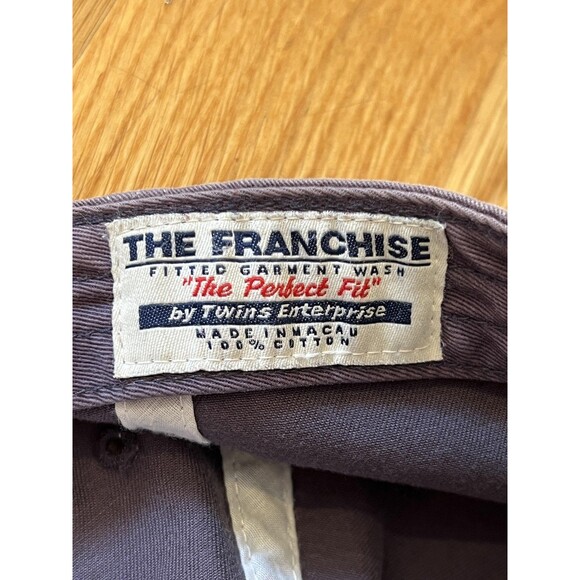 THE FRANCHISE
FITTED GARMENT WASH
"The Perfect Fit"
by Twins Enterprise
MADE IN MACAU
100% COTTON